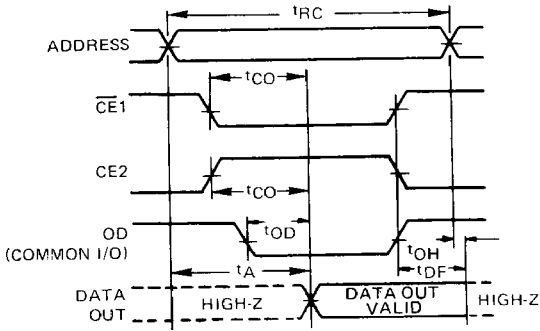 tRC
ADDRESS
tCO
CE1
CE2
tCO
OD
(COMMON I/O)
tOD
tOH
tA
tDF
DATA
OUT
HIGH-Z
DATA OUT
VALID
HIGH-Z